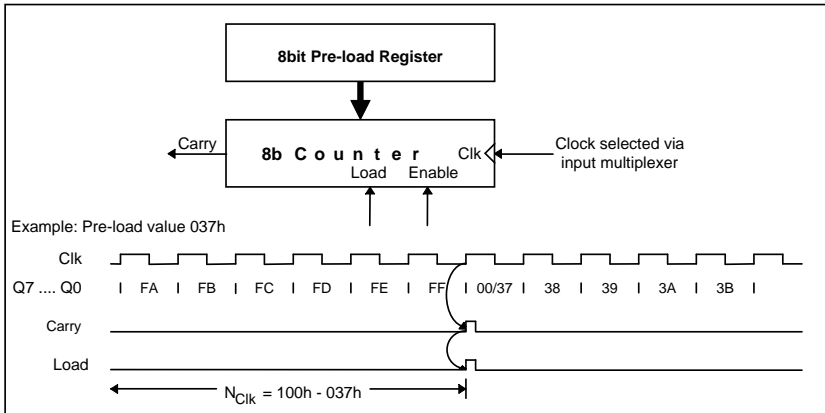 8bit Pre-load Register
Carry
8b Counter
Clk
Load Enable
Clock selected via
input multiplexer
Example: Pre-load value 037h
Clk
Q7 .... Q0 | FA | FB | FC | FD | FE | FF | 00/37 | 38 | 39 | 3A | 3B |
Carry
Load
NClk = 100h - 037h